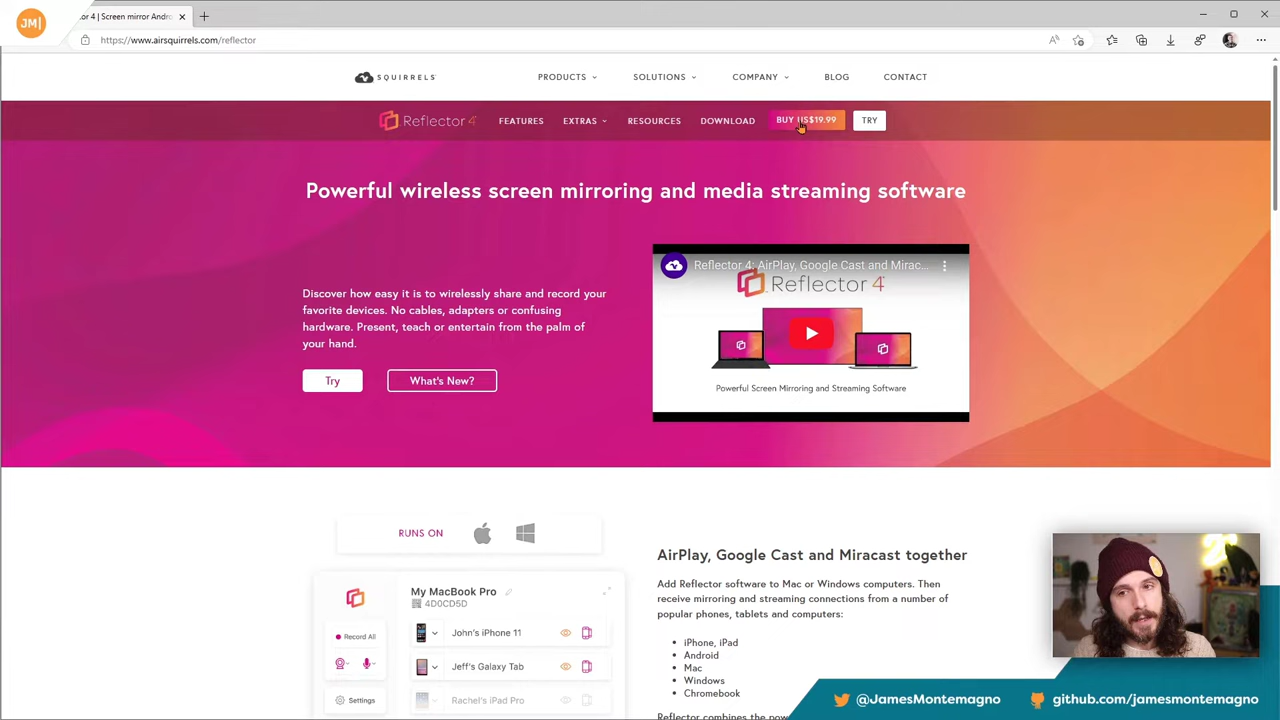 JM|
or 4 | Screen mirror Andro
https://www.airsquirrels.com/reflector
SQUIRRELS
PRODUCTS
SOLUTIONS
COMPANY
BLOG
CONTACT
Reflector 4
FEATURES
EXTRAS
RESOURCES
DOWNLOAD
BUY US$19.99
TRY
Powerful wireless screen mirroring and media streaming software
Discover how easy it is to wirelessly share and record your
favorite devices. No cables, adapters or confusing
hardware. Present, teach or entertain from the palm of
your hand.
Try
What's New?
Reflector 4: AirPlay, Google Cast and Mirac...
Reflector 4
Powerful Screen Mirroring and Streaming Software
RUNS ON
My MacBook Pro
4D0CD5D
Record All
John's iPhone 11
Jeff's Galaxy Tab
Settings
Rachel's iPad Pro
AirPlay, Google Cast and Miracast together
Add Reflector software to Mac or Windows computers. Then
receive mirroring and streaming connections from a number of
popular phones, tablets and computers:
iPhone, iPad
Android
Mac
Windows
Chromebook
Reflector combines the pow
@JamesMontemagno
github.com/jamesmontemagno